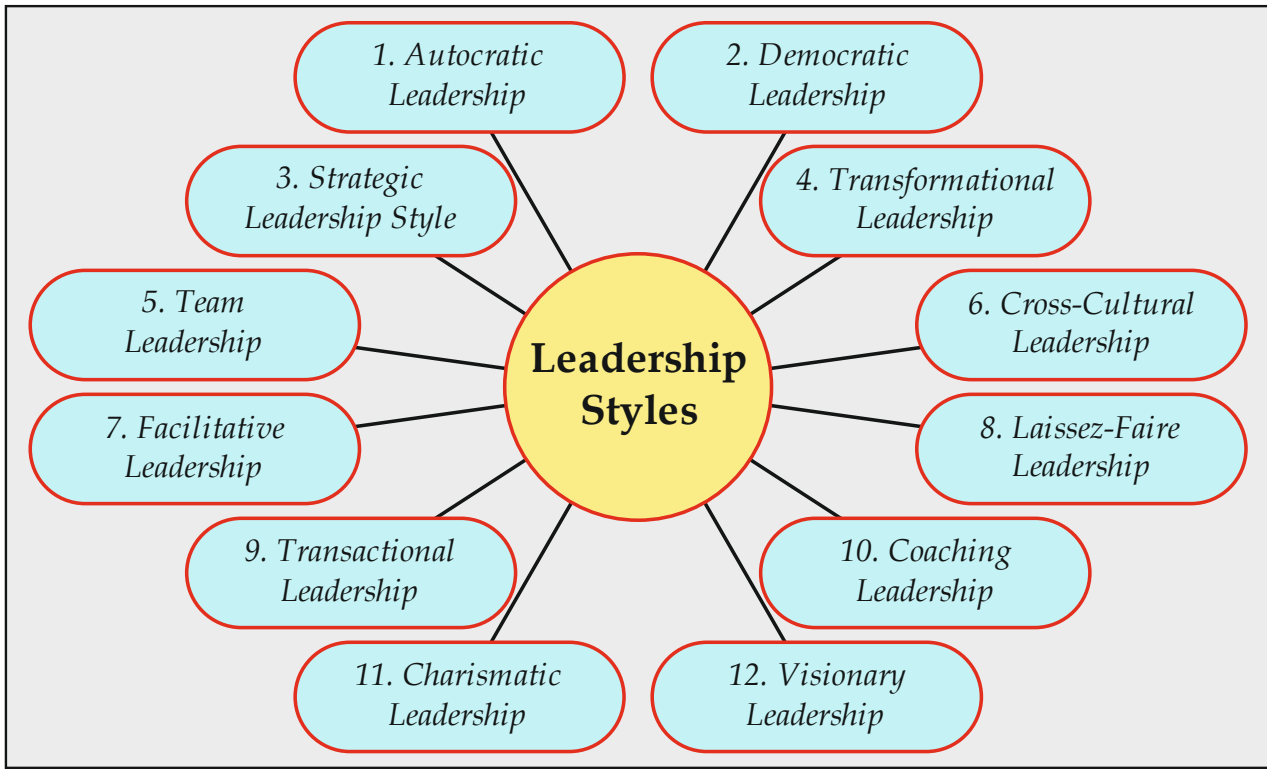 1. Autocratic
Leadership
2. Democratic
Leadership
3. Strategic
Leadership Style
4. Transformational
Leadership
5. Team
Leadership
6. Cross-Cultural
Leadership
Leadership
Styles
7. Facilitative
Leadership
8. Laissez-Faire
Leadership
9. Transactional
Leadership
10. Coaching
Leadership
11. Charismatic
Leadership
12. Visionary
Leadership